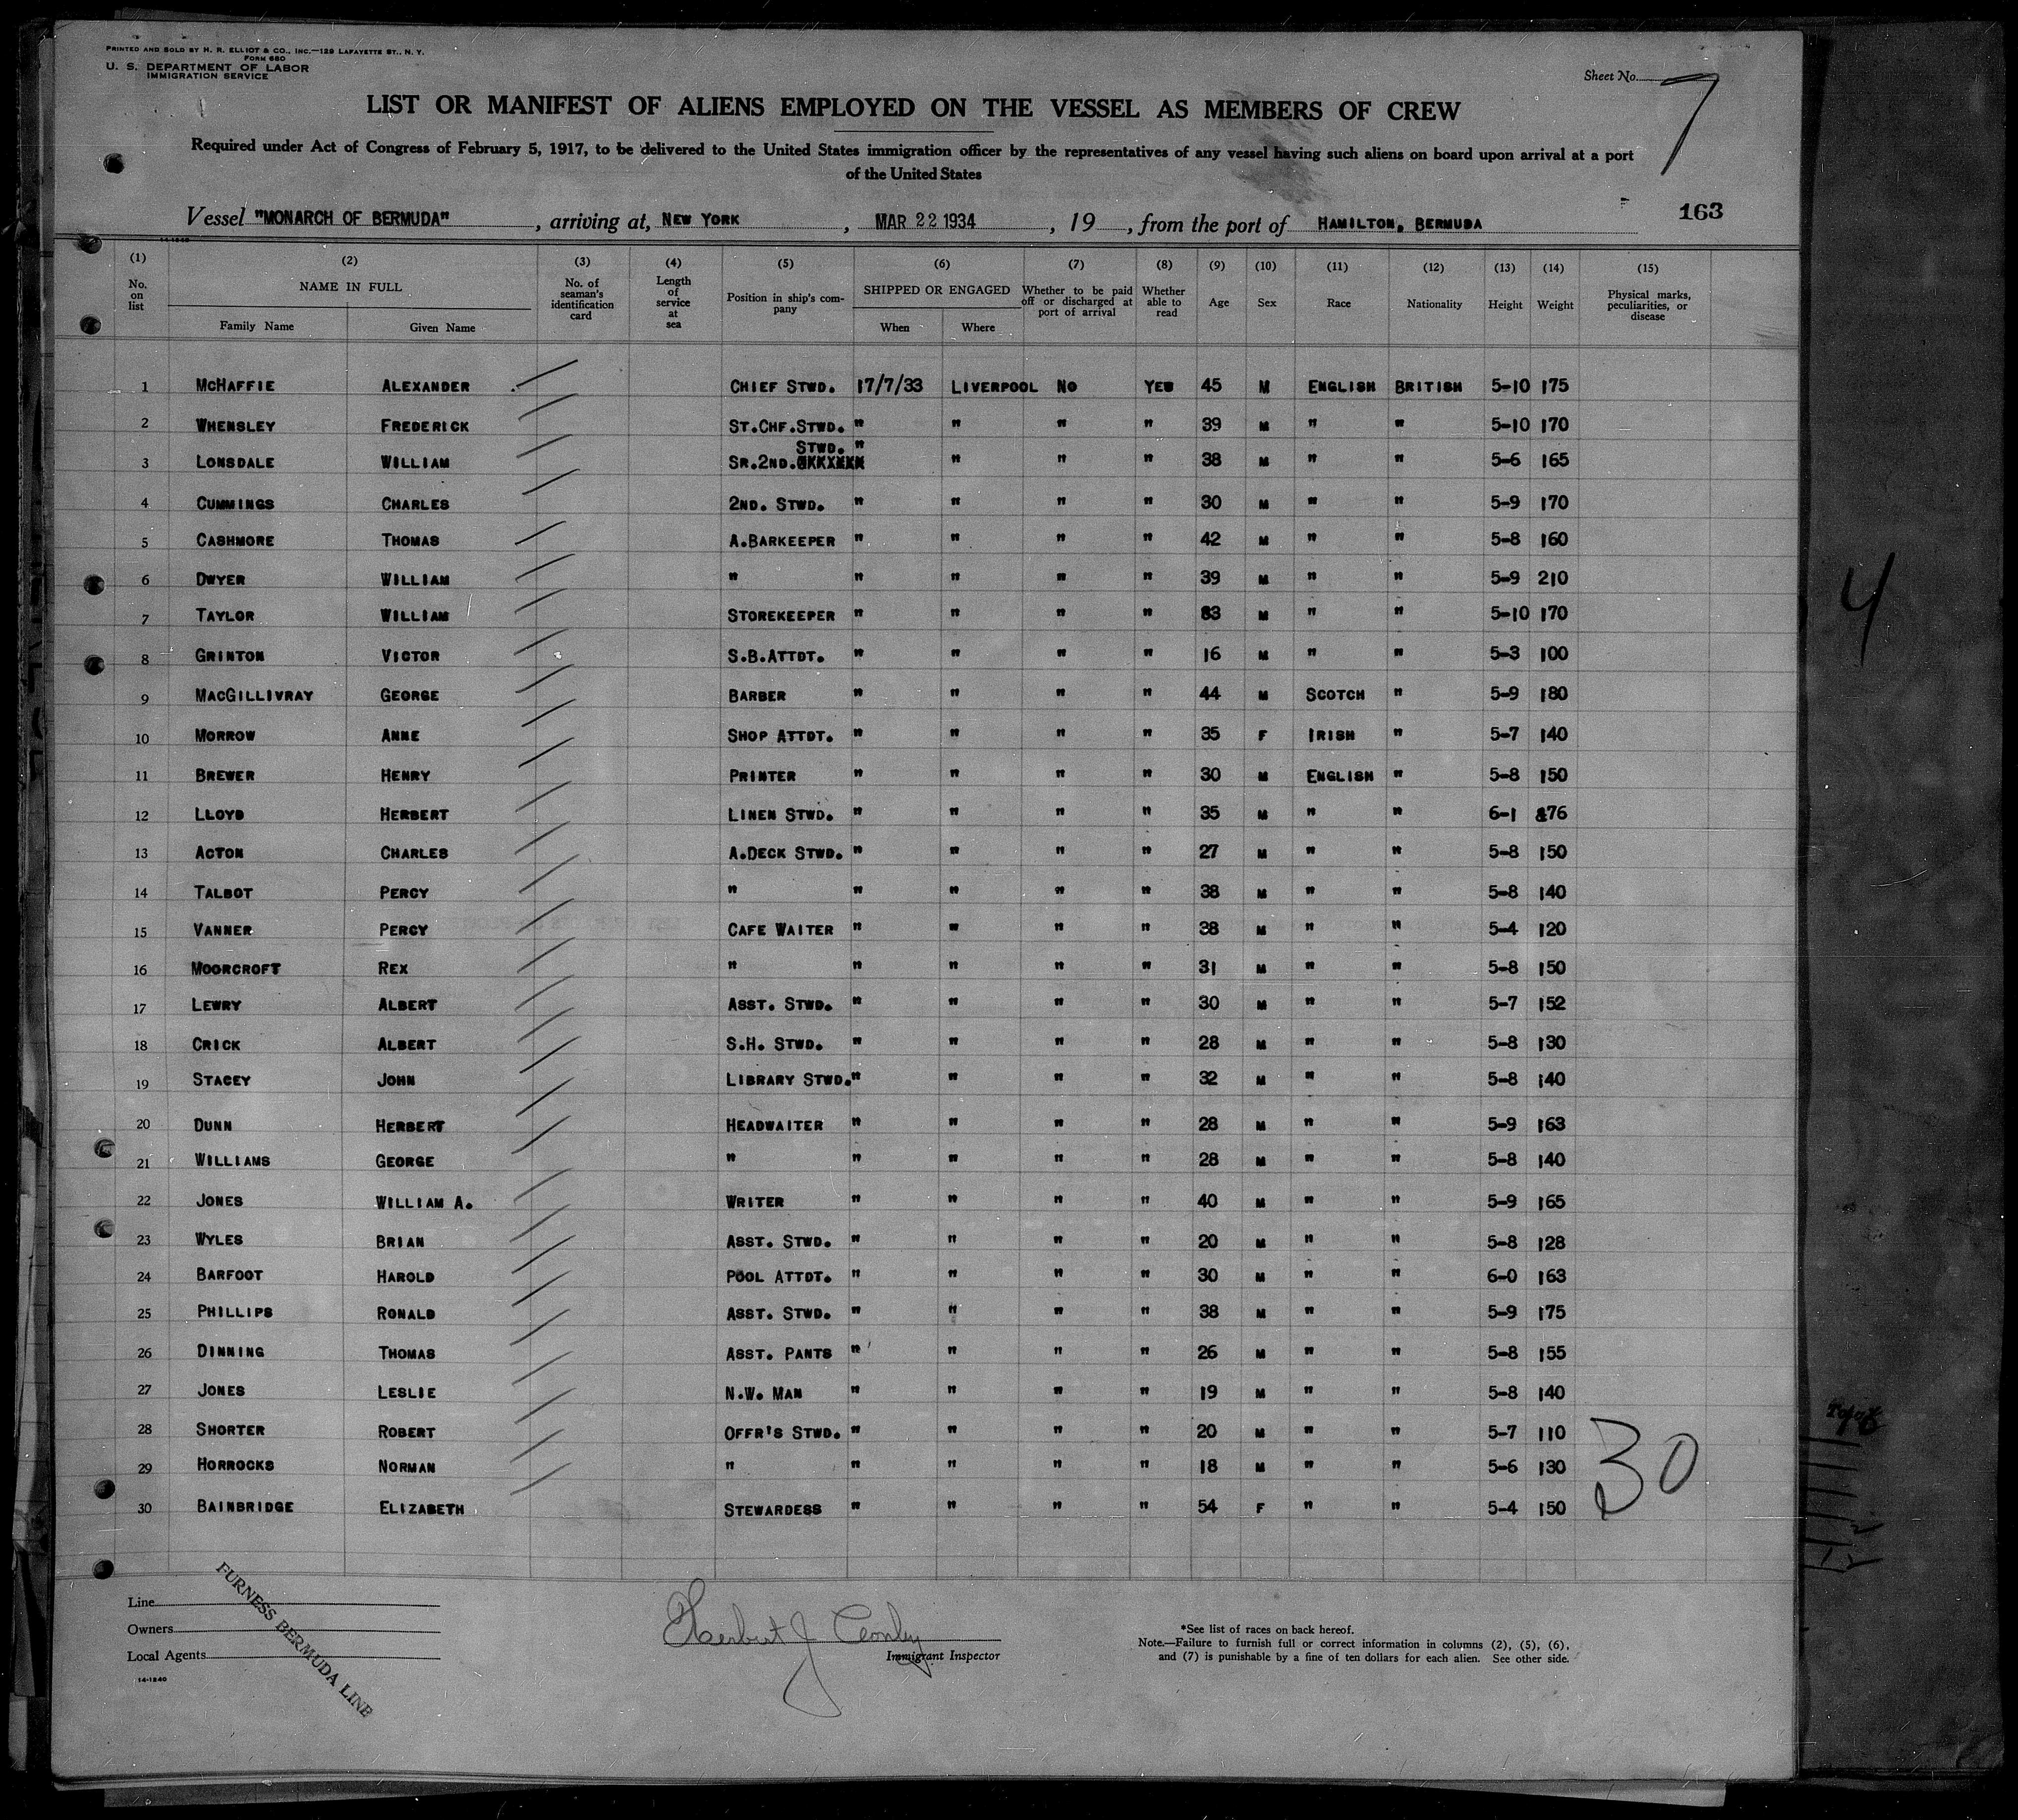 PRINTED AND SOLD BY H. R. ELLIOT & CO., INC.—129 LAFAYETTE ST., N. Y.
FORM 680
U. S. DEPARTMENT OF LABOR
IMMIGRATION SERVICE
Sheet No. 7
LIST OR MANIFEST OF ALIENS EMPLOYED ON THE VESSEL AS MEMBERS OF CREW
Required under Act of Congress of February 5, 1917, to be delivered to the United States immigration officer by the representatives of any vessel having such aliens on board upon arrival at a port
of the United States
Vessel "MONARCH OF BERMUDA", arriving at, NEW YORK, MAR 22 1934, 19, from the port of HAMILTON, BERMUDA 163
14-1240
(1) (2) (3) (4) (5) (6) (7) (8) (9) (10) (11) (12) (13) (14) (15)
No. on list NAME IN FULL Family Name Given Name No. of seaman's identification card Length of service at sea Position in ship's company SHIPPED OR ENGAGED When Where Whether to be paid off or discharged at port of arrival Whether able to read Age Sex Race Nationality Height Weight Physical marks, peculiarities, or disease
1 MCHAFFIE ALEXANDER CHIEF STWD. 17/7/33 LIVERPOOL NO YES 45 M ENGLISH BRITISH 5-10 175
2 WHENSLEY FREDERICK ST.CHF.STWD. " " " " 39 M " " 5-10 170
STWD. "
3 LONSDALE WILLIAM SR.2ND. " " " 38 M " " 5-6 165
4 CUMMINGS CHARLES 2ND. STWD. " " " " 30 M " " 5-9 170
5 CASHMORE THOMAS A.BARKEEPER " " " " 42 M " " 5-8 160
6 DWYER WILLIAM " " " " " 39 M " " 5-9 210
7 TAYLOR WILLIAM STOREKEEPER " " " " M " " 5-10 170
8 GRINTON VICTOR S.B.ATTDT. " " " " 16 M " " 5-3 100
9 MACGILLIVRAY GEORGE BARBER " " " " 44 M SCOTCH " 5-9 180
10 MORROW ANNE SHOP ATTDT. " " " " 35 F IRISH " 5-7 140
11 BREWER HENRY PRINTER " " " " 30 M ENGLISH " 5-8 150
12 LLOYD HERBERT LINEN STWD. " " " " 35 M " " 6-1
13 ACTON CHARLES A.DECK STWD. " " " " 27 M " " 5-8 150
14 TALBOT PERCY " " " " " 38 M " " 5-8 140
15 VANNER PERCY CAFE WAITER " " " " 38 M " " 5-4 120
16 MOORCROFT REX " " " " " 31 M " " 5-8 150
17 LEWRY ALBERT ASST. STWD. " " " " 30 M " " 5-7 152
18 CRICK ALBERT S.H. STWD. " " " " 28 M " " 5-8 130
19 STACEY JOHN LIBRARY STWD. " " " " 32 M " " 5-8 140
20 DUNN HERBERT HEADWAITER " " " " 28 M " " 5-9 163
21 WILLIAMS GEORGE " " " " " 28 M " " 5-8 140
22 JONES WILLIAM A. WRITER " " " " 40 M " " 5-9 165
23 WYLES BRIAN ASST. STWD. " " " " 20 M " " 5-8 128
24 BARFOOT HAROLD POOL ATTDT. " " " " 30 M " " 6-0 163
25 PHILLIPS RONALD ASST. STWD. " " " " 38 M " " 5-9 175
26 DINNING THOMAS ASST. PANTS " " " " 26 M " " 5-8 155
27 JONES LESLIE N.W. MAN " " " " 19 M " " 5-8 140
28 SHORTER ROBERT OFFR'S STWD. " " " " 20 M " " 5-7 110
29 HORROCKS NORMAN " " " " " 18 M " " 5-6 130
30 BAINBRIDGE ELIZABETH STEWARDESS " " " " 54 F " " 5-4 150
30
4
Line
Owners
Local Agents
FURNESS BERMUDA LINE
14-1240
Herbert J
Immigrant Inspector
*See list of races on back hereof.
Note.—Failure to furnish full or correct information in columns (2), (5), (6),
and (7) is punishable by a fine of ten dollars for each alien. See other side.